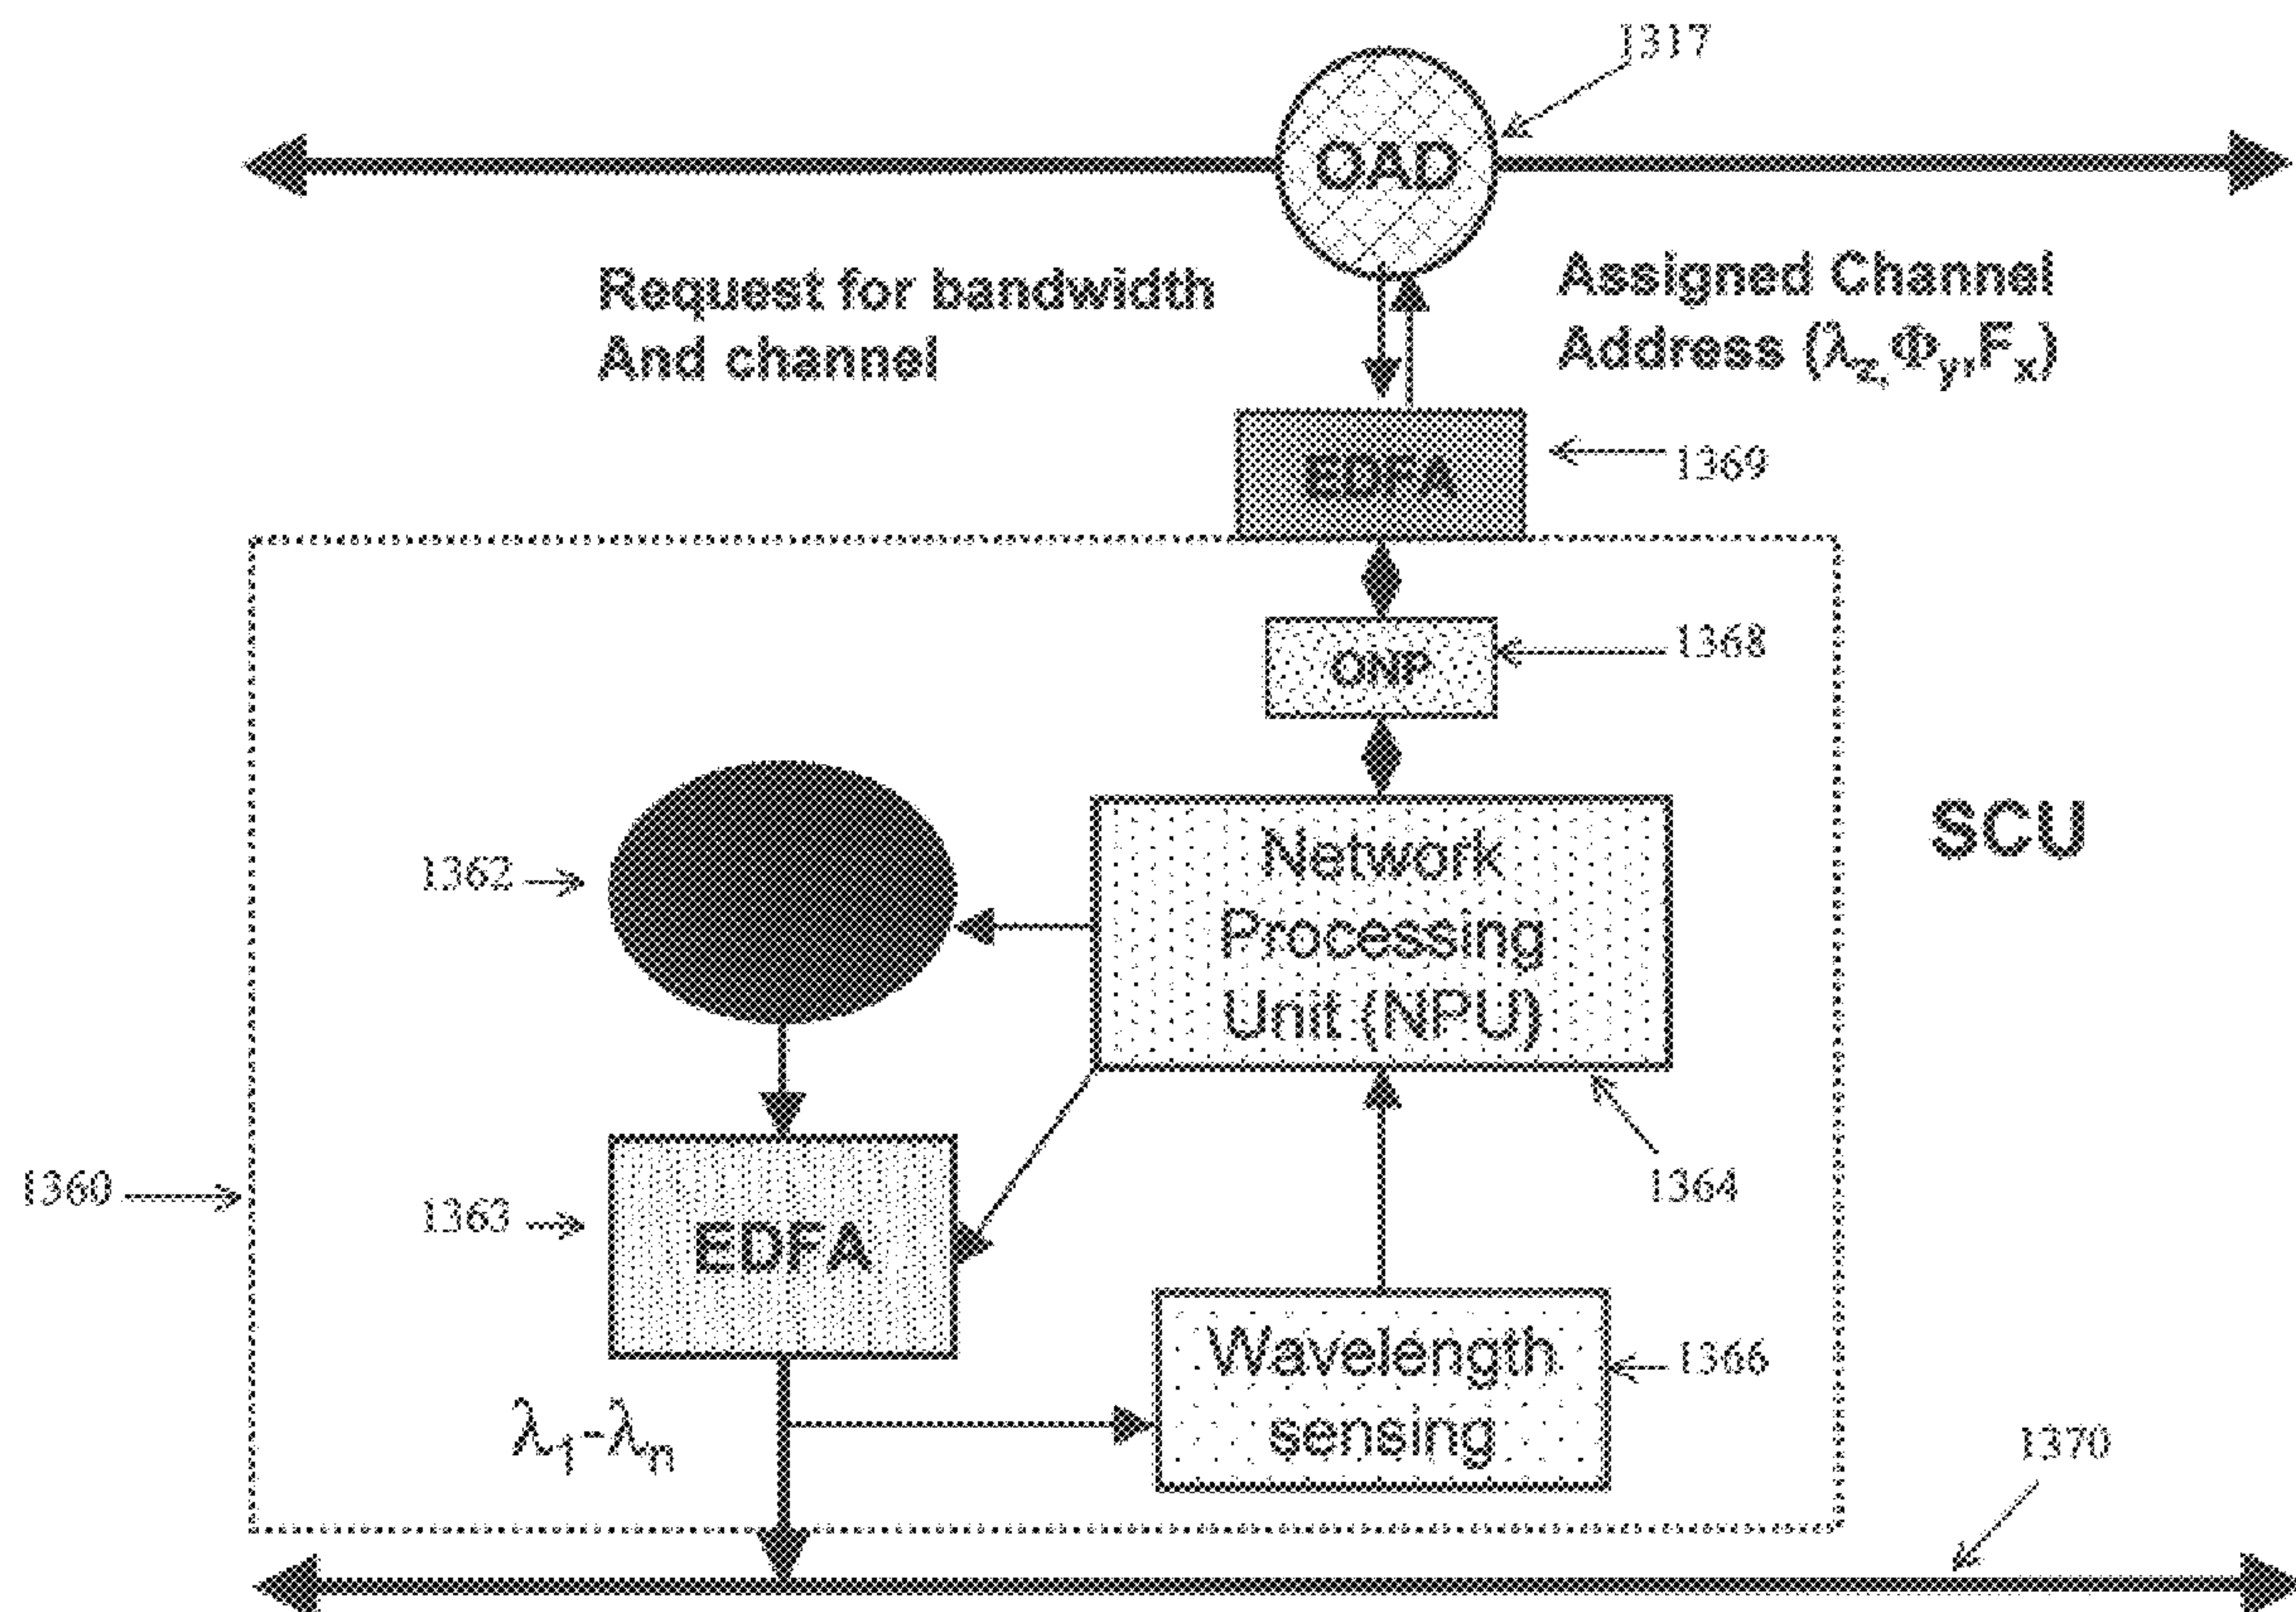 1317
OAD
Request for bandwidth
And channel
Assigned Channel
Address (λz,Φy,Fx)
EDFA
1369
ONP
1368
1362
Network
Processing
Unit (NPU)
SCU
1360
1363
EDFA
1364
Wavelength
sensing
1366
λ1-λn
1370